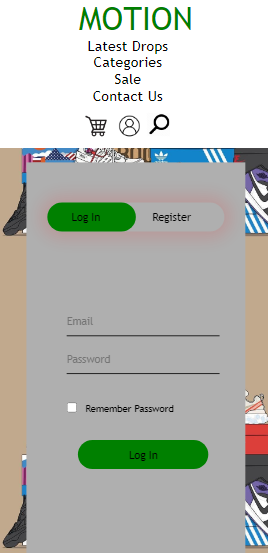 MOTION
Latest Drops
Categories
Sale
Contact Us
Log In Register
Email
Password
Remember Password
Log In